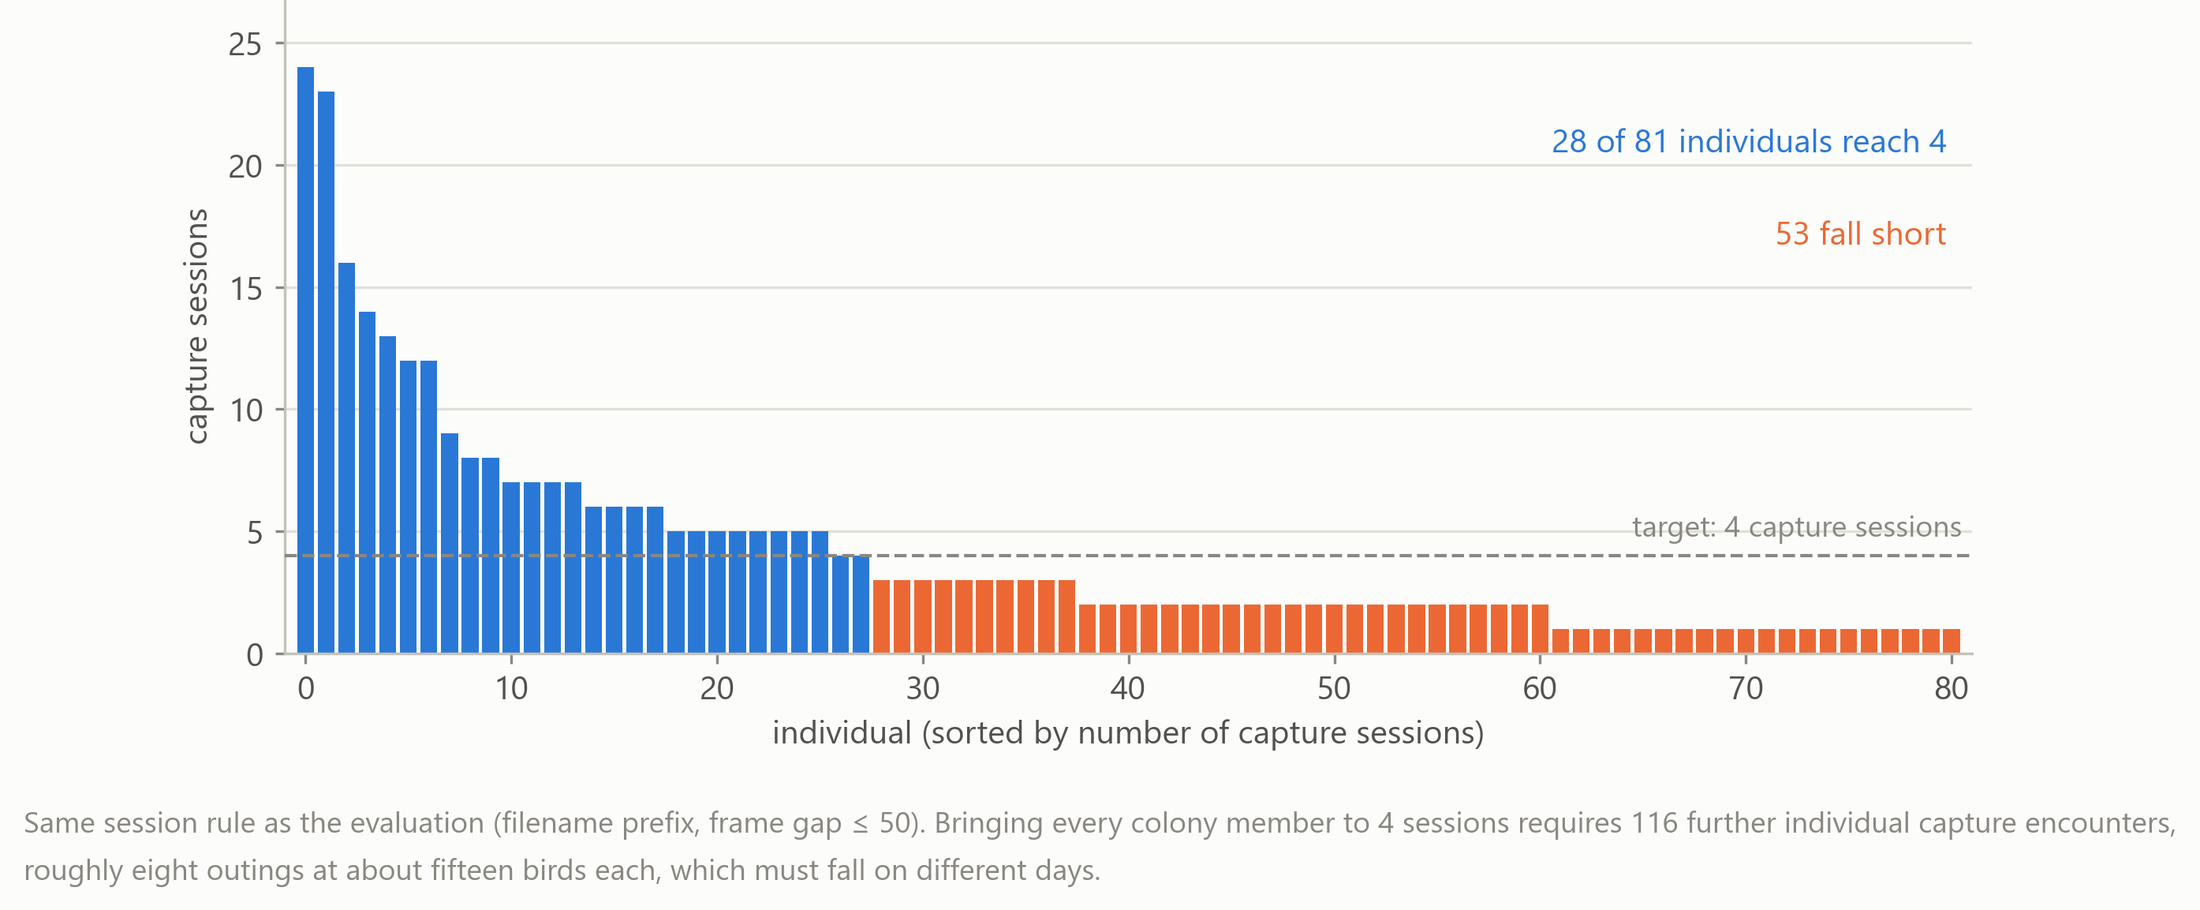 25
20
15
10
5
0
capture sessions
28 of 81 individuals reach 4
53 fall short
target: 4 capture sessions
0 10 20 30 40 50 60 70 80
individual (sorted by number of capture sessions)
Same session rule as the evaluation (filename prefix, frame gap ≤ 50). Bringing every colony member to 4 sessions requires 116 further individual capture encounters,
roughly eight outings at about fifteen birds each, which must fall on different days.